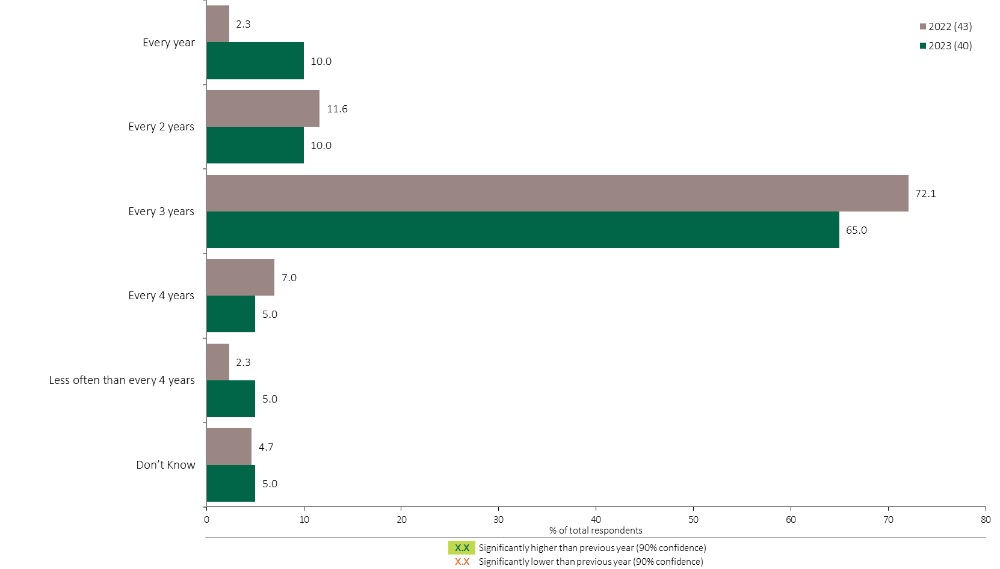 2022 (43)
2023 (40)
Every year
2.3
10.0
Every 2 years
11.6
10.0
Every 3 years
72.1
65.0
Every 4 years
7.0
5.0
Less often than every 4 years
2.3
5.0
Don’t Know
4.7
5.0
0 10 20 30 40 50 60 70 80
% of total respondents
X.X Significantly higher than previous year (90% confidence)
X.X Significantly lower than previous year (90% confidence)